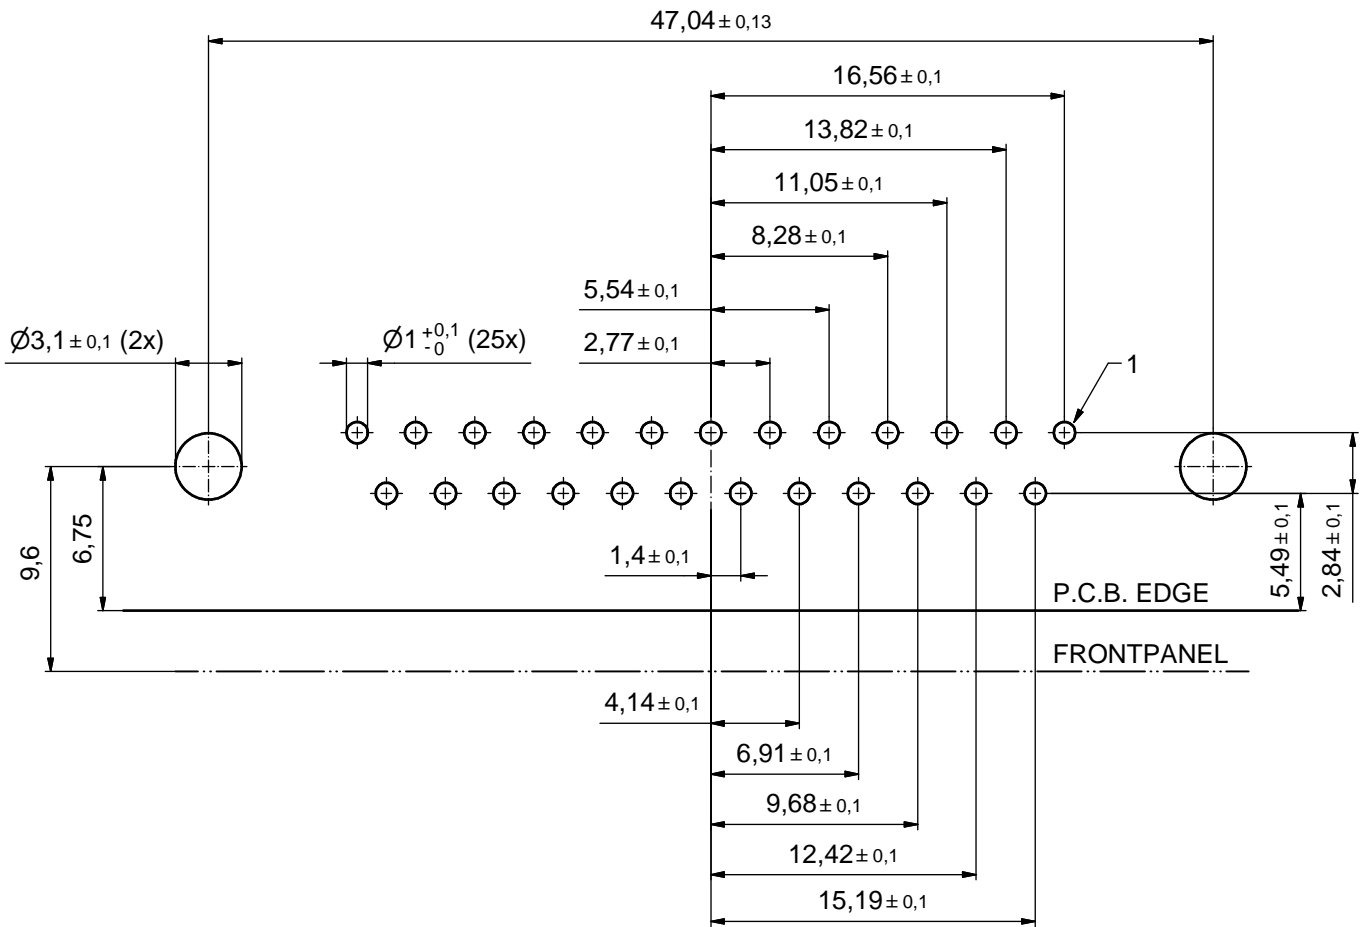 47,04 ± 0,13
16,56 ± 0,1
13,82 ± 0,1
11,05 ± 0,1
8,28 ± 0,1
5,54 ± 0,1
Ø3,1 ± 0,1 (2x)
Ø1 +0,1 -0 (25x)
2,77 ± 0,1
1
9,6
6,75
1,4 ± 0,1
5,49 ± 0,1
2,84 ± 0,1
P.C.B. EDGE
FRONTPANEL
4,14 ± 0,1
6,91 ± 0,1
9,68 ± 0,1
12,42 ± 0,1
15,19 ± 0,1